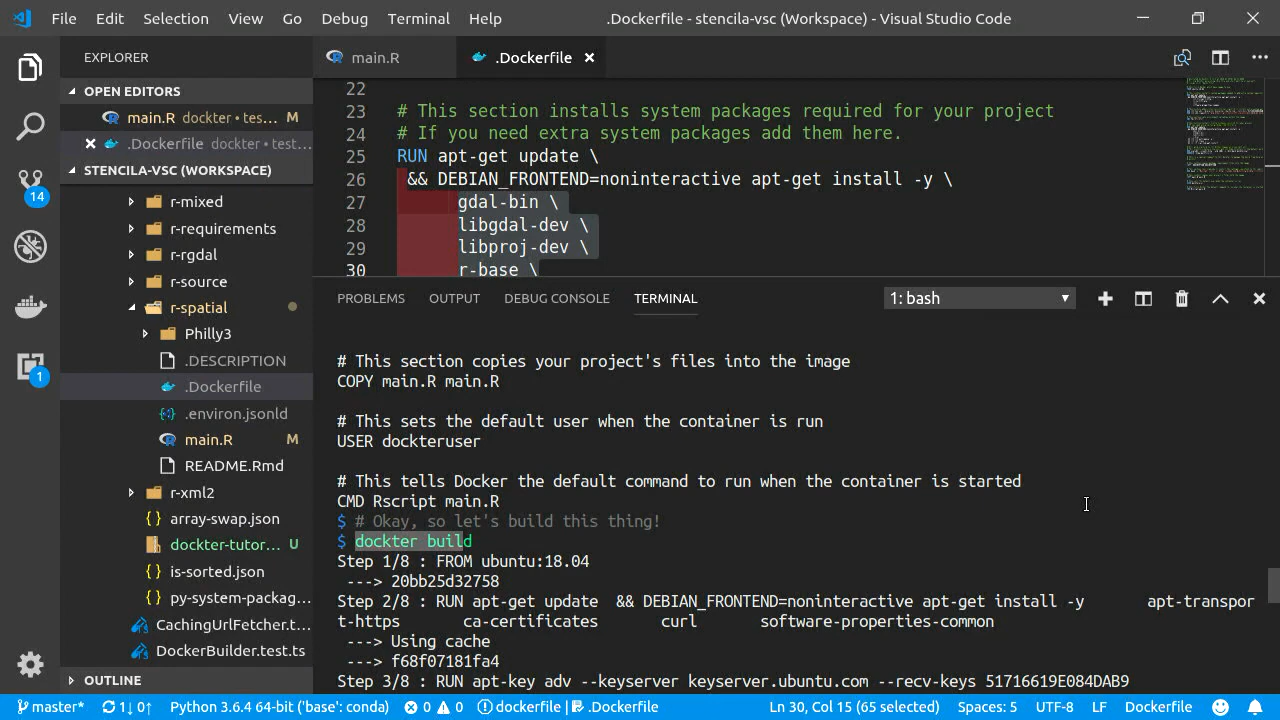 File Edit Selection View Go Debug Terminal Help .Dockerfile - stencila-vsc (Workspace) - Visual Studio Code
EXPLORER
OPEN EDITORS
main.R dockter • tes... M
.Dockerfile dockter • test...
STENCILA-VSC (WORKSPACE)
r-mixed
r-requirements
r-rgdal
r-source
r-spatial
Philly3
.DESCRIPTION
.Dockerfile
.environ.jsonld
main.R M
README.Rmd
r-xml2
array-swap.json
dockter-tutor... U
is-sorted.json
py-system-packag...
CachingUrlFetcher.t...
DockerBuilder.test.ts
OUTLINE
14
1
main.R .Dockerfile
22
23 # This section installs system packages required for your project
24 # If you need extra system packages add them here.
25 RUN apt-get update \
26 && DEBIAN_FRONTEND=noninteractive apt-get install -y \
27 gdal-bin \
28 libgdal-dev \
29 libproj-dev \
30 r-base \
PROBLEMS OUTPUT DEBUG CONSOLE TERMINAL 1: bash
# This section copies your project's files into the image
COPY main.R main.R
# This sets the default user when the container is run
USER dockteruser
# This tells Docker the default command to run when the container is started
CMD Rscript main.R
$ # Okay, so let's build this thing!
$ dockter build
Step 1/8 : FROM ubuntu:18.04
---> 20bb25d32758
Step 2/8 : RUN apt-get update && DEBIAN_FRONTEND=noninteractive apt-get install -y apt-transpor
t-https ca-certificates curl software-properties-common
---> Using cache
---> f68f07181fa4
Step 3/8 : RUN apt-key adv --keyserver keyserver.ubuntu.com --recv-keys 51716619E084DAB9
master* 1↓ 0↑ Python 3.6.4 64-bit ('base': conda) 0 0 dockerfile | .Dockerfile Ln 30, Col 15 (65 selected) Spaces: 5 UTF-8 LF Dockerfile